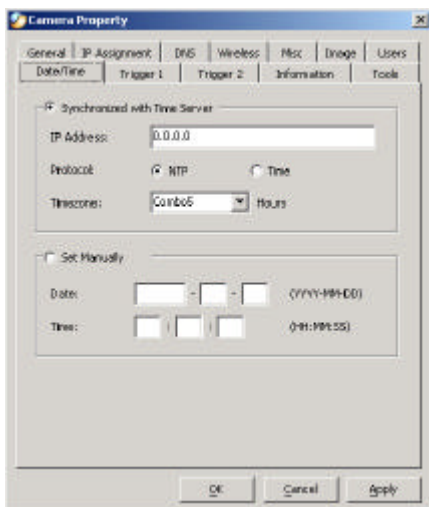 Camera Property
General IP Assignment DNS Wireless Misc Image Users
Date/Time Trigger 1 Trigger 2 Information Tools
Synchronized with Time Server
IP Address: 0.0.0.0
Protocol: NTP Time
Timezone: Combo5 Hours
Set Manually
Date: - - (YYYY-MM-DD)
Time: : : (HH:MM:SS)
OK Cancel Apply